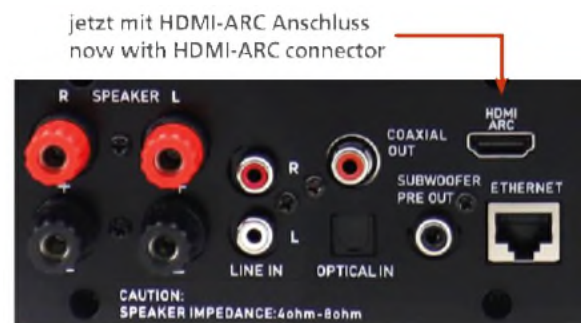 jetzt mit HDMI-ARC Anschluss
now with HDMI-ARC connector
R SPEAKER L
HDMI
ARC
COAXIAL
OUT
R
SUBWOOFER
PRE OUT
ETHERNET
+ +
L
- -
LINE IN
OPTICAL IN
CAUTION:
SPEAKER IMPEDANCE:4ohm-8ohm